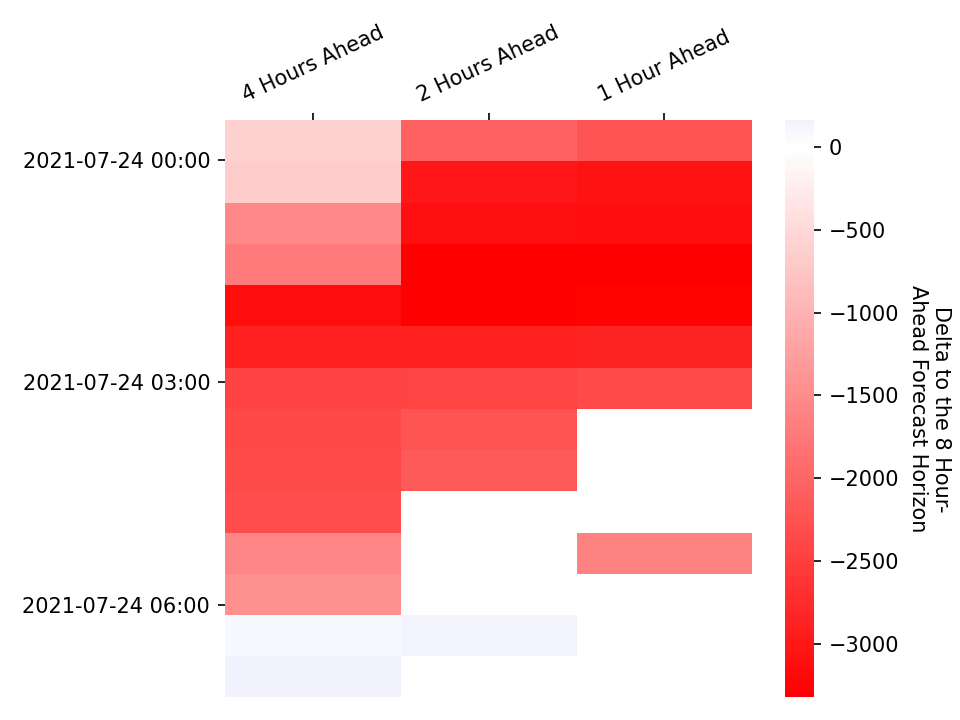 4 Hours Ahead
2 Hours Ahead
1 Hour Ahead
2021-07-24 00:00
2021-07-24 03:00
2021-07-24 06:00
0
−500
−1000
−1500
−2000
−2500
−3000
Delta to the 8 Hour-
Ahead Forecast Horizon